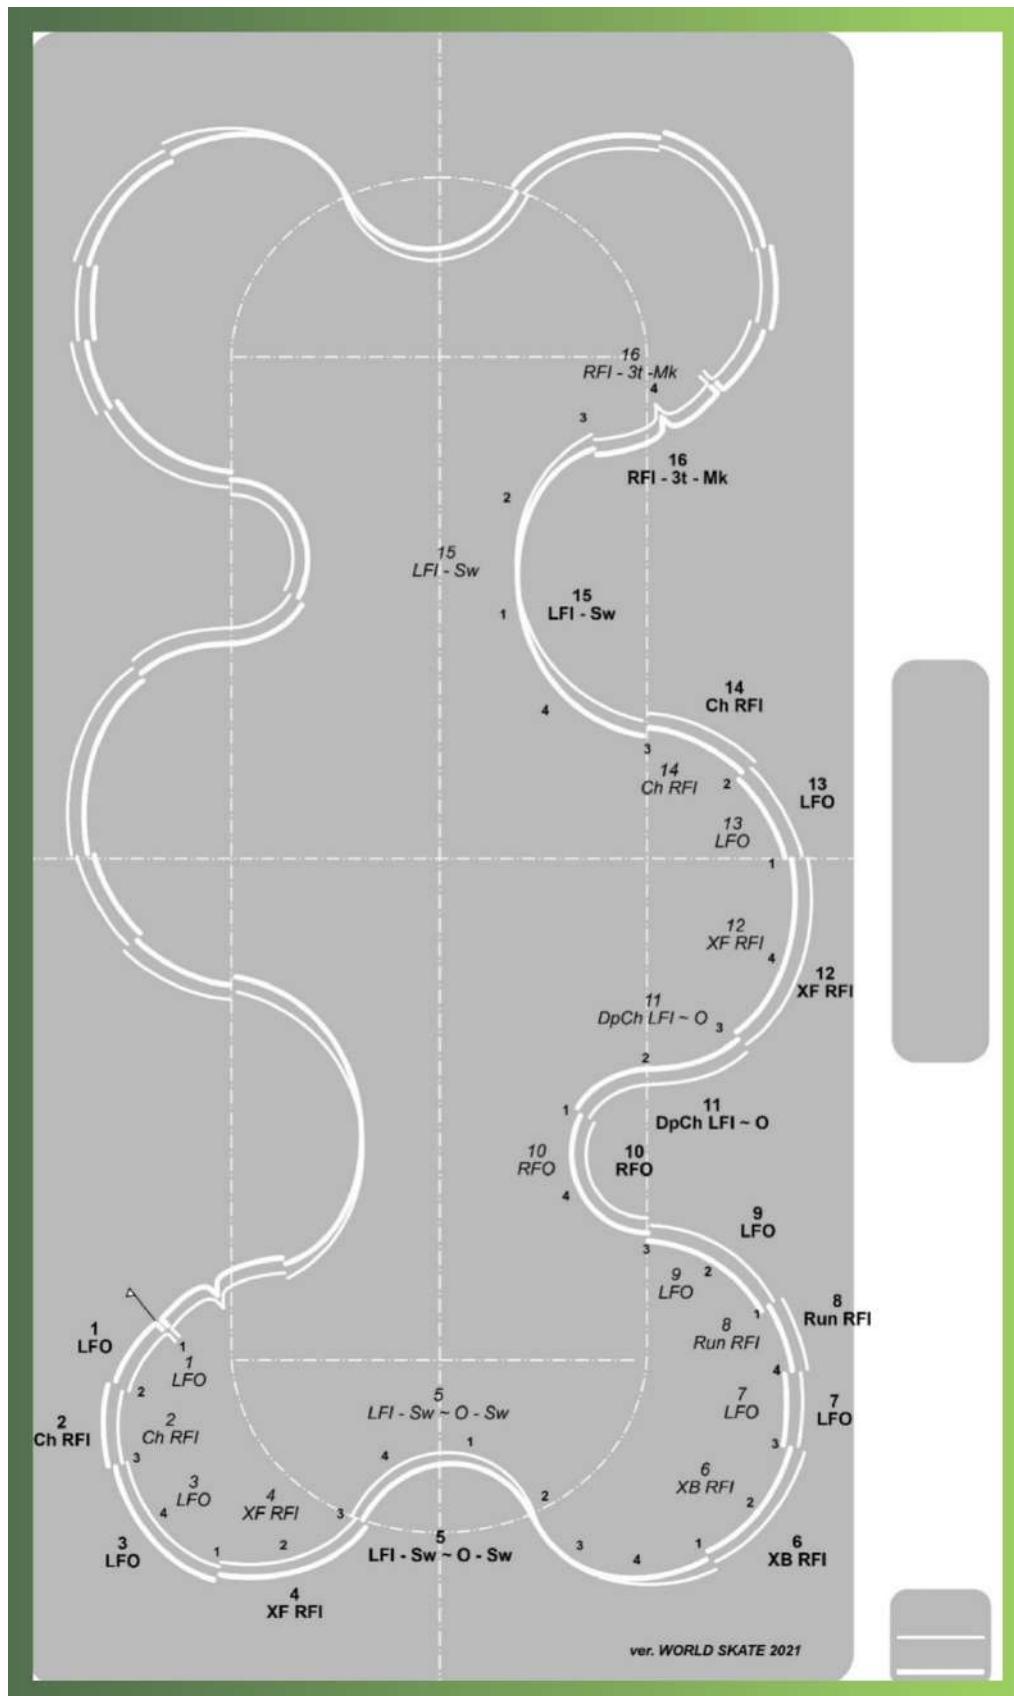 16
RFI - 3t -Mk
4
3
16
RFI - 3t - Mk
2
15
LFI - Sw
15
LFI - Sw
1
14
Ch RFI
4
3
14
Ch RFI
2
13
LFO
13
LFO
1
12
XF RFI
4
12
XF RFI
11
DpCh LFI ~ O
3
2
1
11
DpCh LFI ~ O
10
RFO
10
RFO
4
9
LFO
3
2
9
LFO
1
8
Run RFI
8
Run RFI
4
7
LFO
7
LFO
3
1
LFO
1
1
LFO
2
2
Ch RFI
2
Ch RFI
3
5
LFI - Sw ~ O - Sw
4
1
3
LFO
4
4
XF RFI
3
2
6
XB RFI
2
3
LFO
1
2
5
LFI - Sw ~ O - Sw
3
4
1
6
XB RFI
4
XF RFI
ver. WORLD SKATE 2021